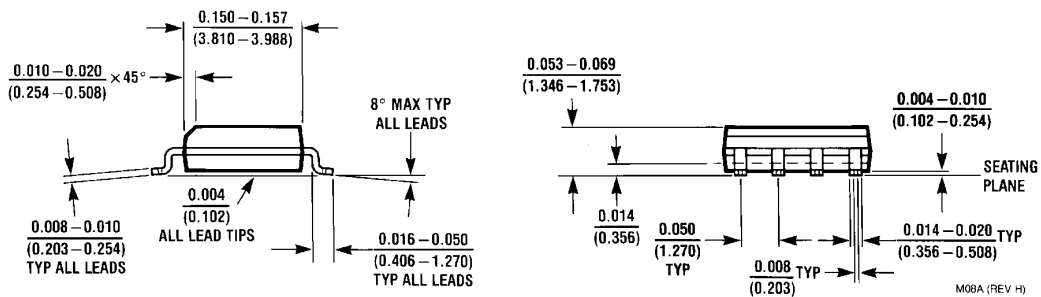 0.150 – 0.157
(3.810 – 3.988)
0.010 – 0.020 × 45°
(0.254 – 0.508)
8° MAX TYP
ALL LEADS
0.004
(0.102)
ALL LEAD TIPS
0.008 – 0.010
(0.203 – 0.254)
TYP ALL LEADS
0.016 – 0.050
(0.406 – 1.270)
TYP ALL LEADS
0.053 – 0.069
(1.346 – 1.753)
0.004 – 0.010
(0.102 – 0.254)
SEATING
PLANE
0.014
(0.356)
0.050
(1.270)
TYP
0.014 – 0.020 TYP
(0.356 – 0.508)
0.008 TYP
(0.203)
M08A (REV H)